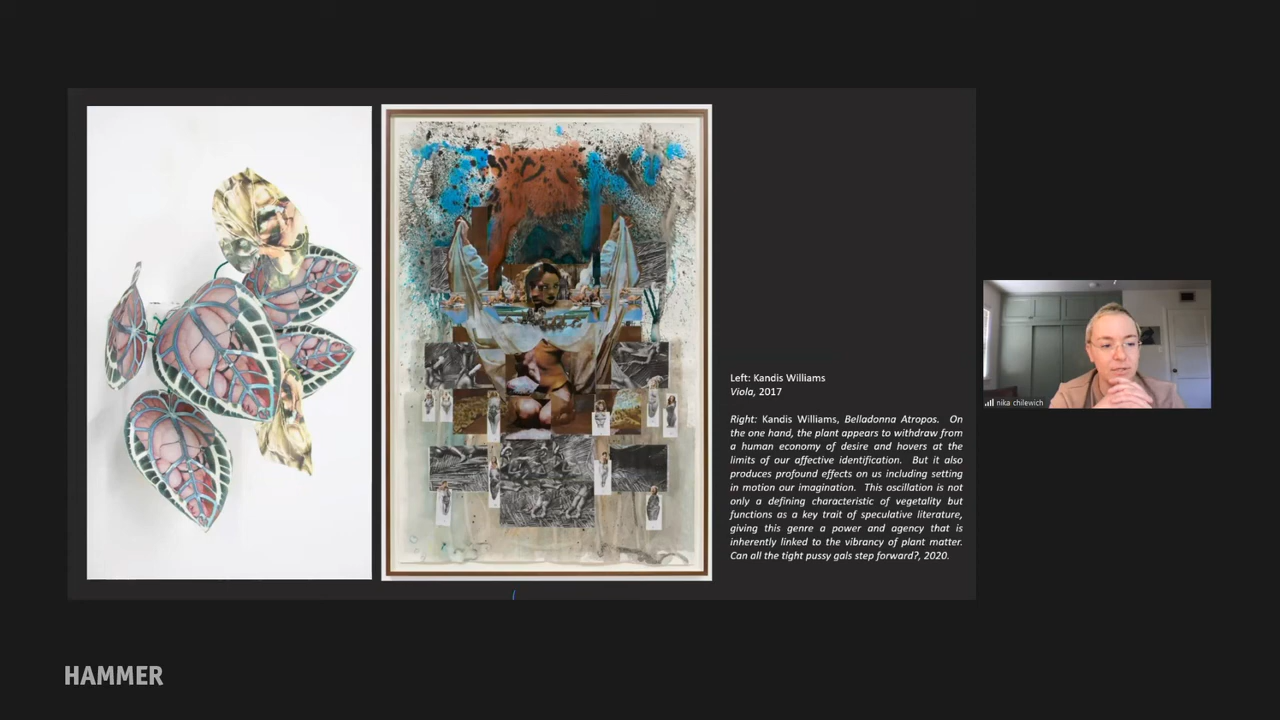 Left: Kandis Williams
Viola, 2017
Right: Kandis Williams, Belladonna Atropos. On
the one hand, the plant appears to withdraw from
a human economy of desire and hovers at the
limits of our affective identification. But it also
produces profound effects on us including setting
in motion our imagination. This oscillation is not
only a defining characteristic of vegetality but
functions as a key trait of speculative literature,
giving this genre a power and agency that is
inherently linked to the vibrancy of plant matter.
Can all the tight pussy gals step forward?, 2020.
nika chilewich
HAMMER